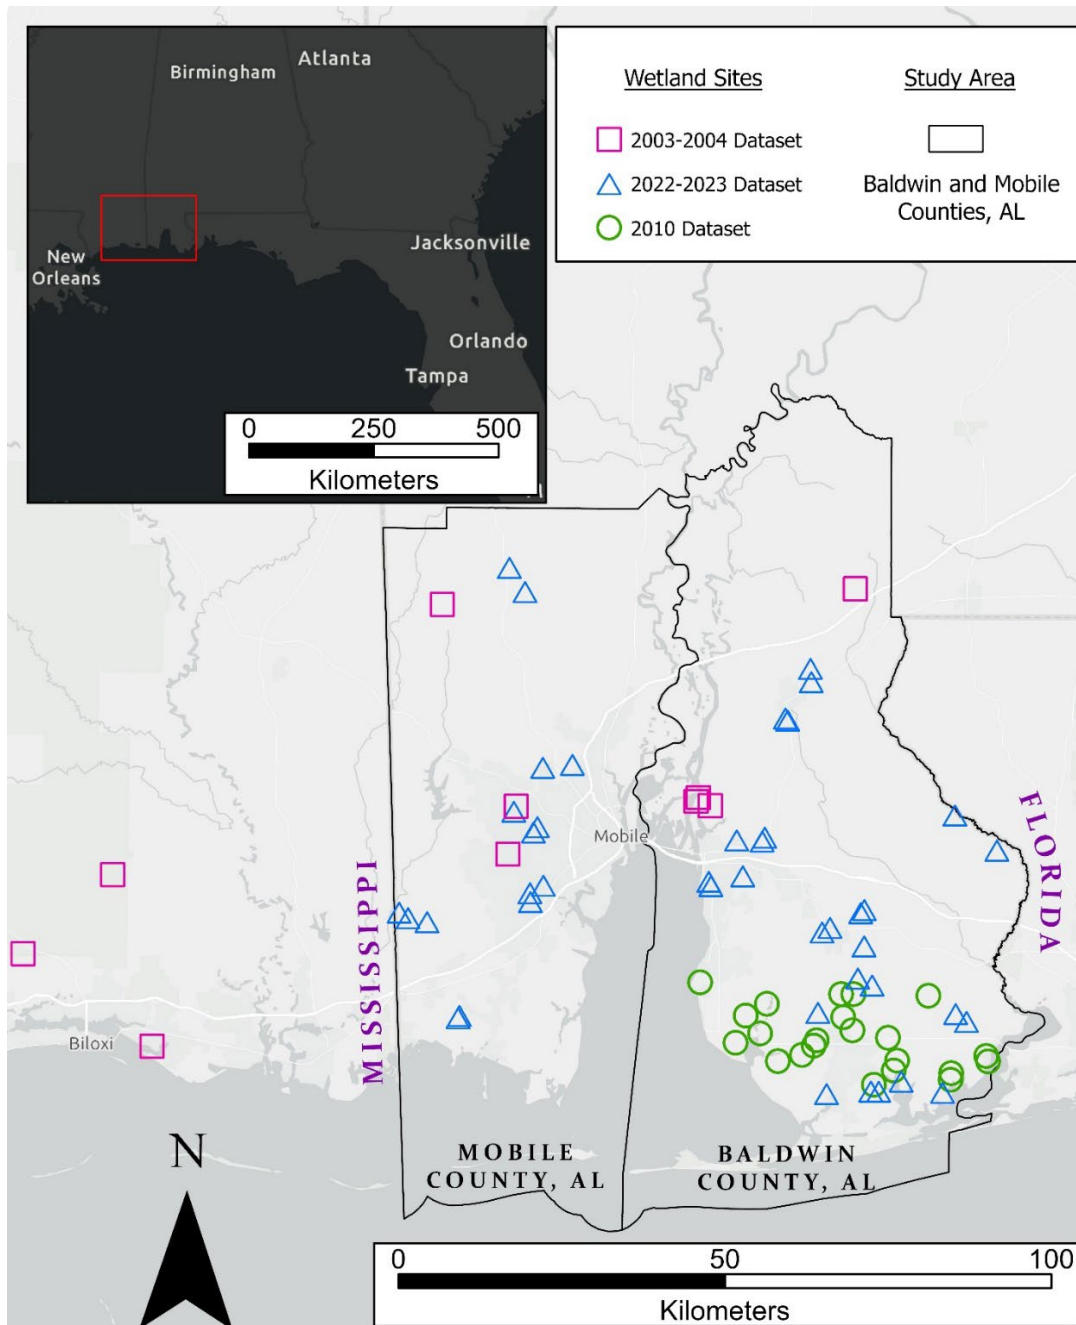 Birmingham
Atlanta
New
Orleans
Jacksonville
Orlando
Tampa
0 250 500
Kilometers
Wetland Sites
2003-2004 Dataset
2022-2023 Dataset
2010 Dataset
Study Area
Baldwin and Mobile
Counties, AL
Mobile
Biloxi
MISSISSIPPI
FLORIDA
MOBILE
COUNTY, AL
BALDWIN
COUNTY, AL
N
0 50 100
Kilometers